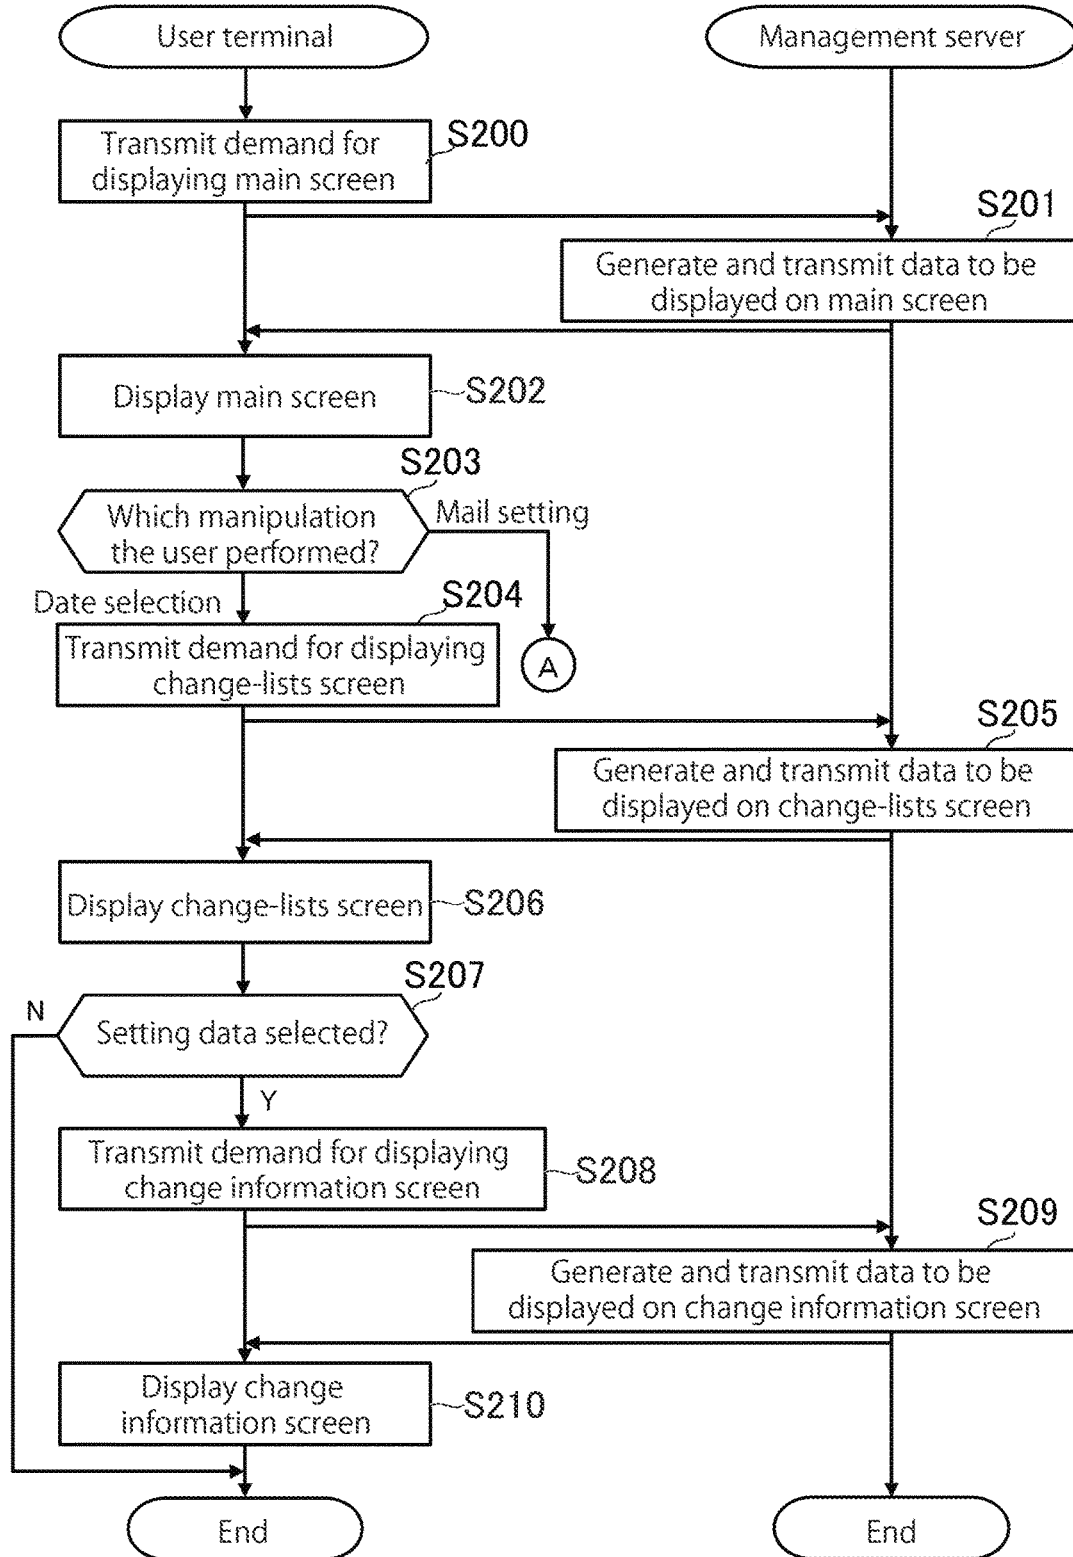 User terminal
Management server
Transmit demand for
displaying main screen
S200
S201
Generate and transmit data to be
displayed on main screen
Display main screen
S202
S203
Which manipulation
the user performed?
Mail setting
Date selection
S204
Transmit demand for displaying
change-lists screen
A
S205
Generate and transmit data to be
displayed on change-lists screen
Display change-lists screen
S206
S207
N
Setting data selected?
Y
Transmit demand for displaying
change information screen
S208
S209
Generate and transmit data to be
displayed on change information screen
Display change
information screen
S210
End
End